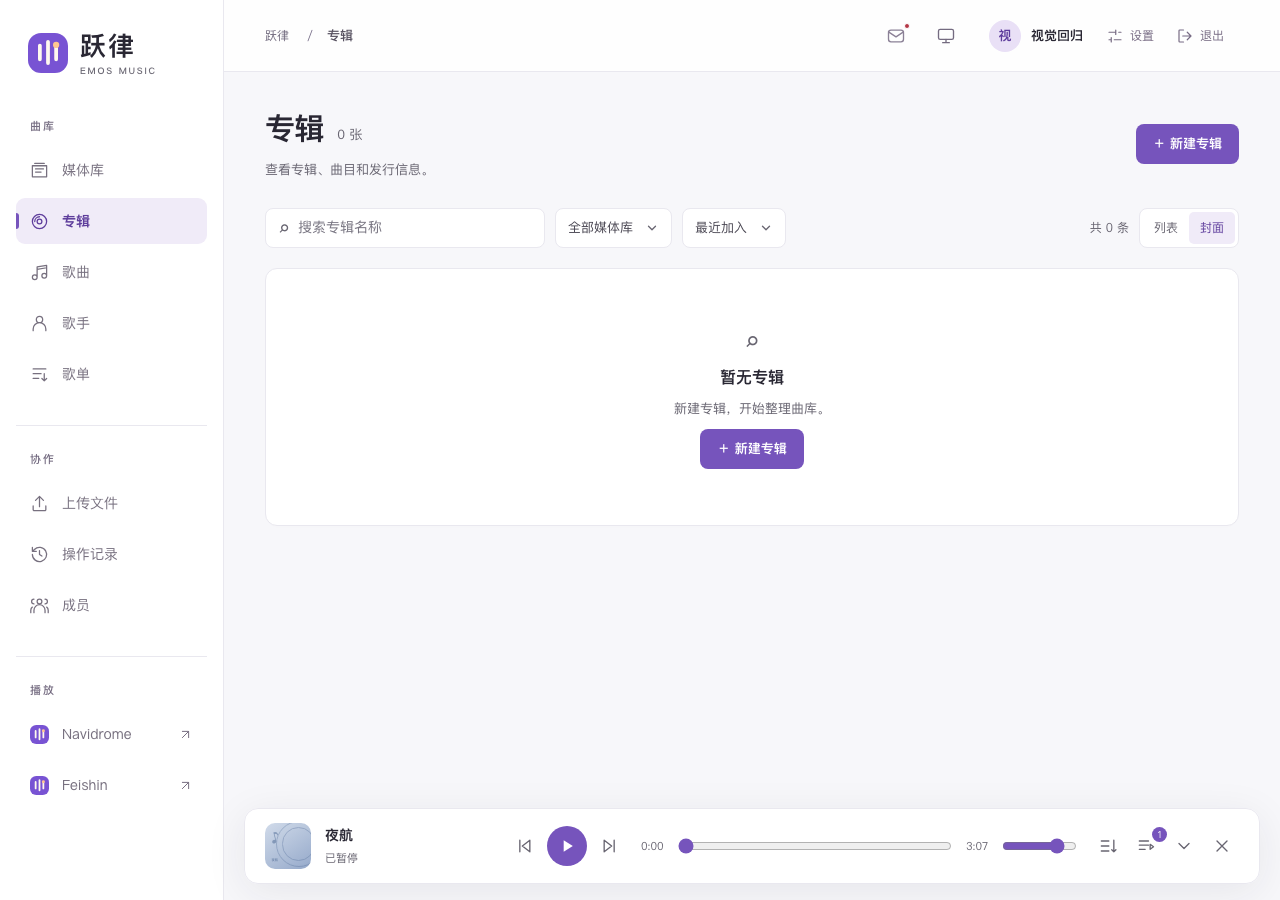 跃律
EMOS MUSIC
曲库
媒体库
专辑
歌曲
歌手
歌单
协作
上传文件
操作记录
成员
播放
Navidrome
Feishin
跃律 / 专辑
视 视觉回归 设置 退出
专辑 0 张
查看专辑、曲目和发行信息。
+ 新建专辑
搜索专辑名称 全部媒体库 最近加入 共 0 条 列表 封面
暂无专辑
新建专辑，开始整理曲库。
+ 新建专辑
夜航
已暂停
0:00 3:07 1